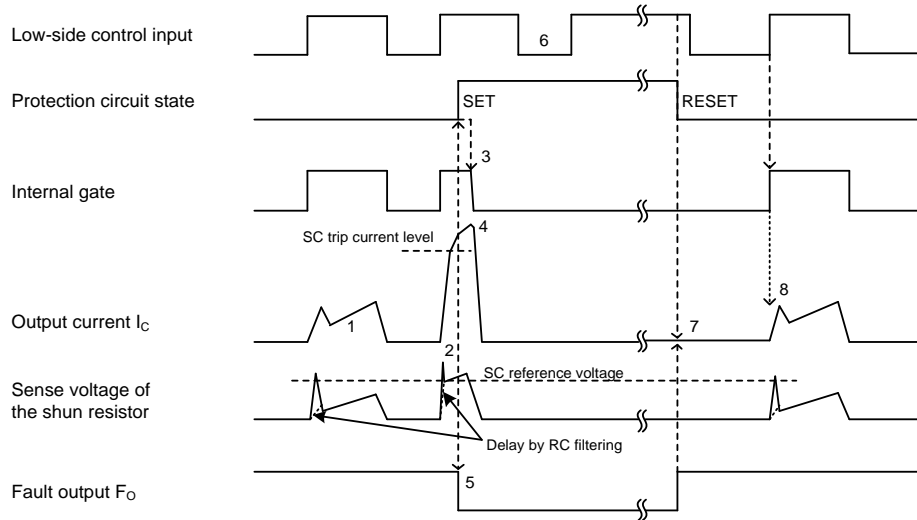 Low-side control input
6
Protection circuit state
SET
RESET
3
Internal gate
SC trip current level
4
Output current IC
1
7
8
2
SC reference voltage
Sense voltage of
the shun resistor
Delay by RC filtering
5
Fault output FO